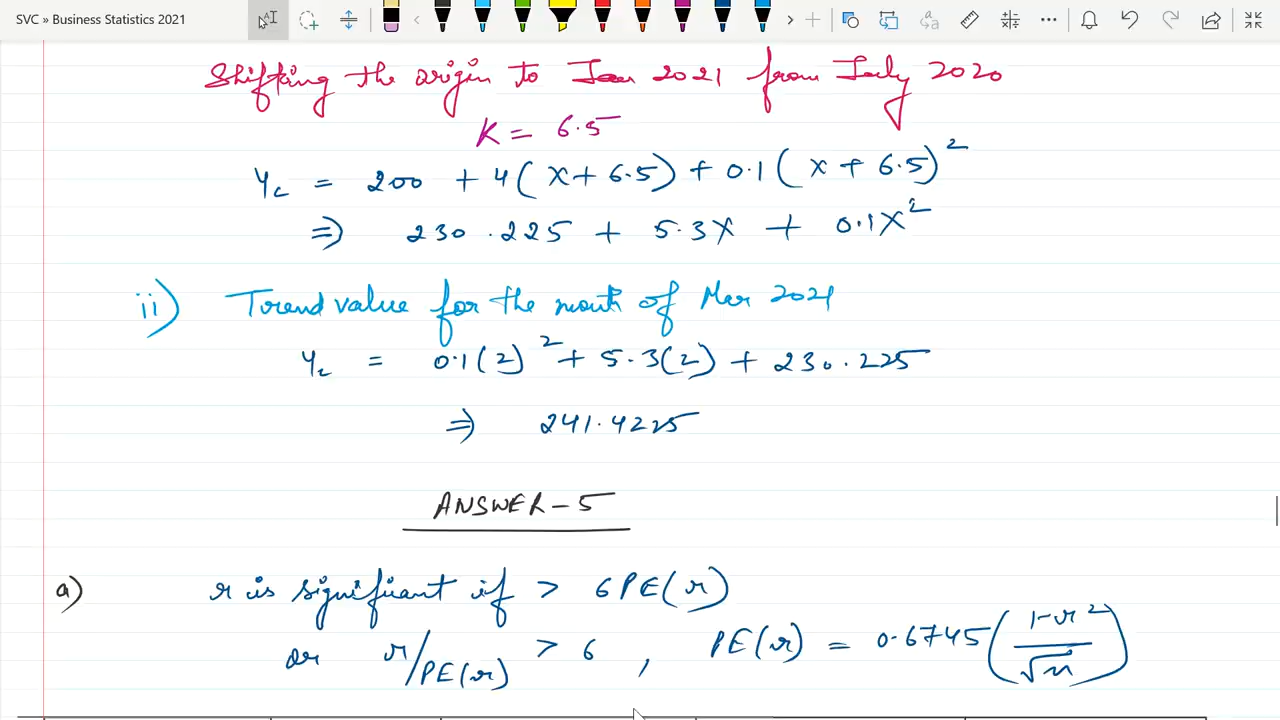 SVC » Business Statistics 2021
Shifting the origin to Jan 2021 from July 2020
K = 6.5
Yc = 200 + 4(x + 6.5) + 0.1(x + 6.5)²
⇒ 230.225 + 5.3x + 0.1x²
ii) Trend value for the month of Mar 2021
Yc = 0.1(2)² + 5.3(2) + 230.225
⇒ 241.4225
ANSWER – 5
a) r is significant if > 6PE(r)
or r/PE(r) > 6 , PE(r) = 0.6745(1-r²/√n)